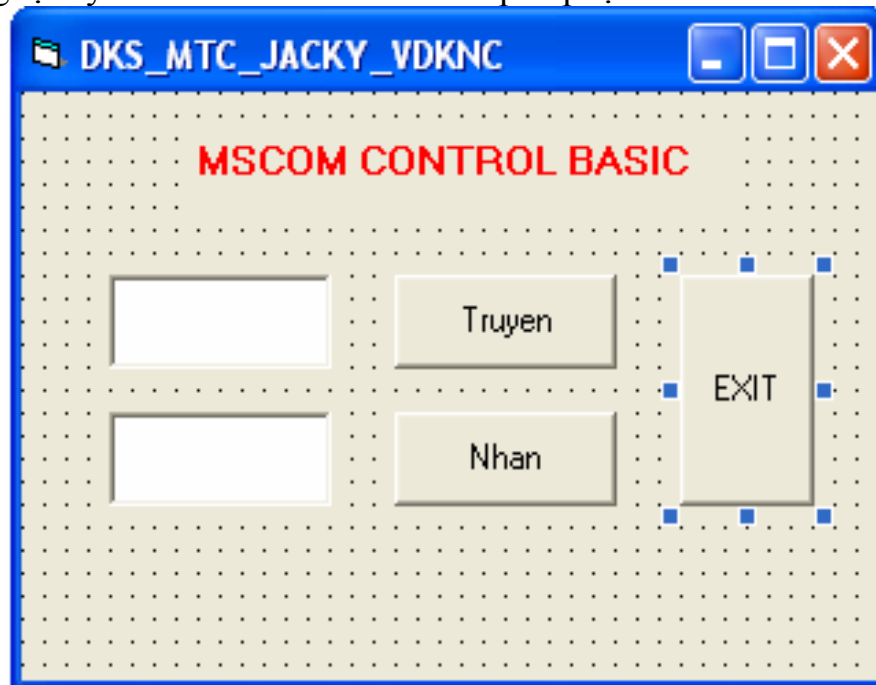 DKS_MTC_JACKY_VDKNC
MSCOM CONTROL BASIC
Truyen
EXIT
Nhan